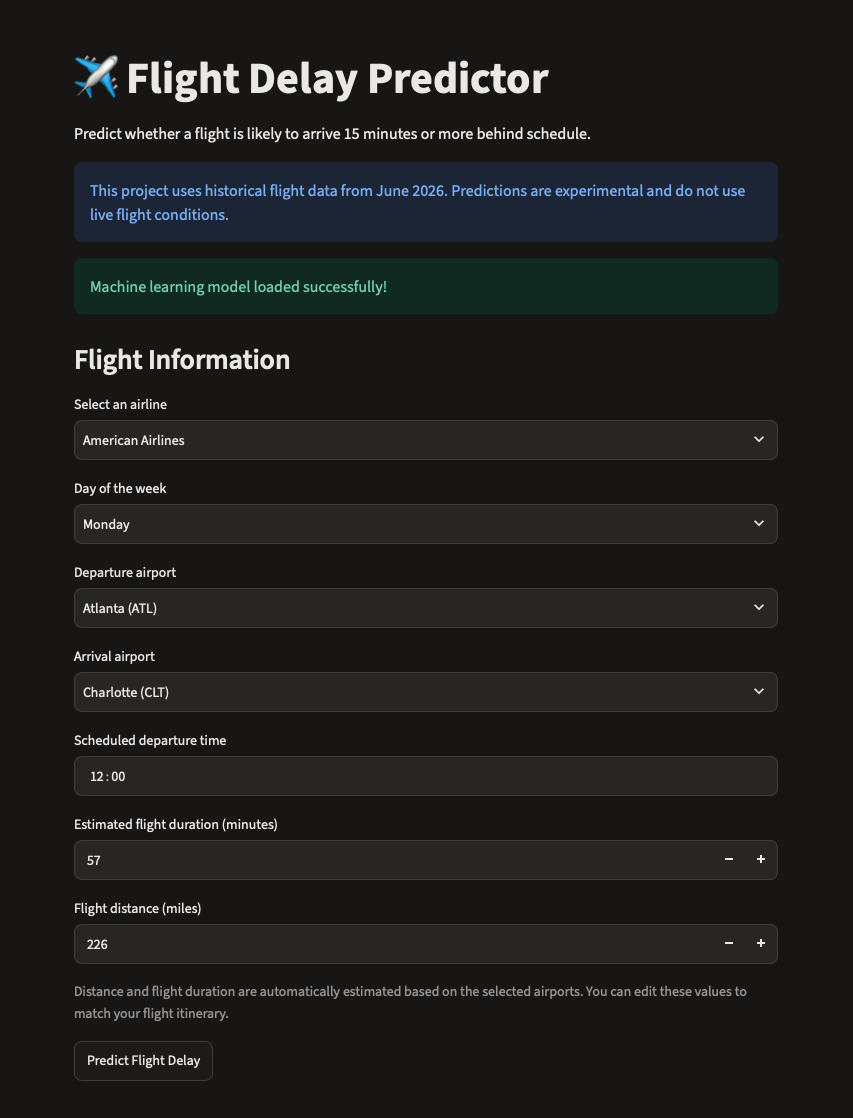 ✈️ Flight Delay Predictor
Predict whether a flight is likely to arrive 15 minutes or more behind schedule.
This project uses historical flight data from June 2026. Predictions are experimental and do not use
live flight conditions.
Machine learning model loaded successfully!
Flight Information
Select an airline
American Airlines
Day of the week
Monday
Departure airport
Atlanta (ATL)
Arrival airport
Charlotte (CLT)
Scheduled departure time
12 : 00
Estimated flight duration (minutes)
57
Flight distance (miles)
226
Distance and flight duration are automatically estimated based on the selected airports. You can edit these values to
match your flight itinerary.
Predict Flight Delay